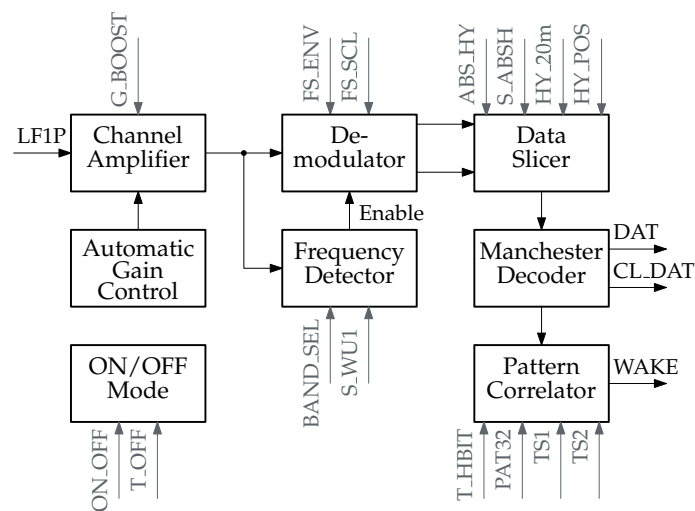 G_BOOST
FS_ENV
FS_SCL
ABS_HY
S_ABSH
HY_20m
HY_POS
LF1P
Channel
Amplifier
De-
modulator
Data
Slicer
Enable
Automatic
Gain
Control
Frequency
Detector
Manchester
Decoder
DAT
CL_DAT
BAND_SEL
S_WU1
ON/OFF
Mode
Pattern
Correlator
WAKE
ON_OFF
T_OFF
T_HBIT
PAT32
TS1
TS2